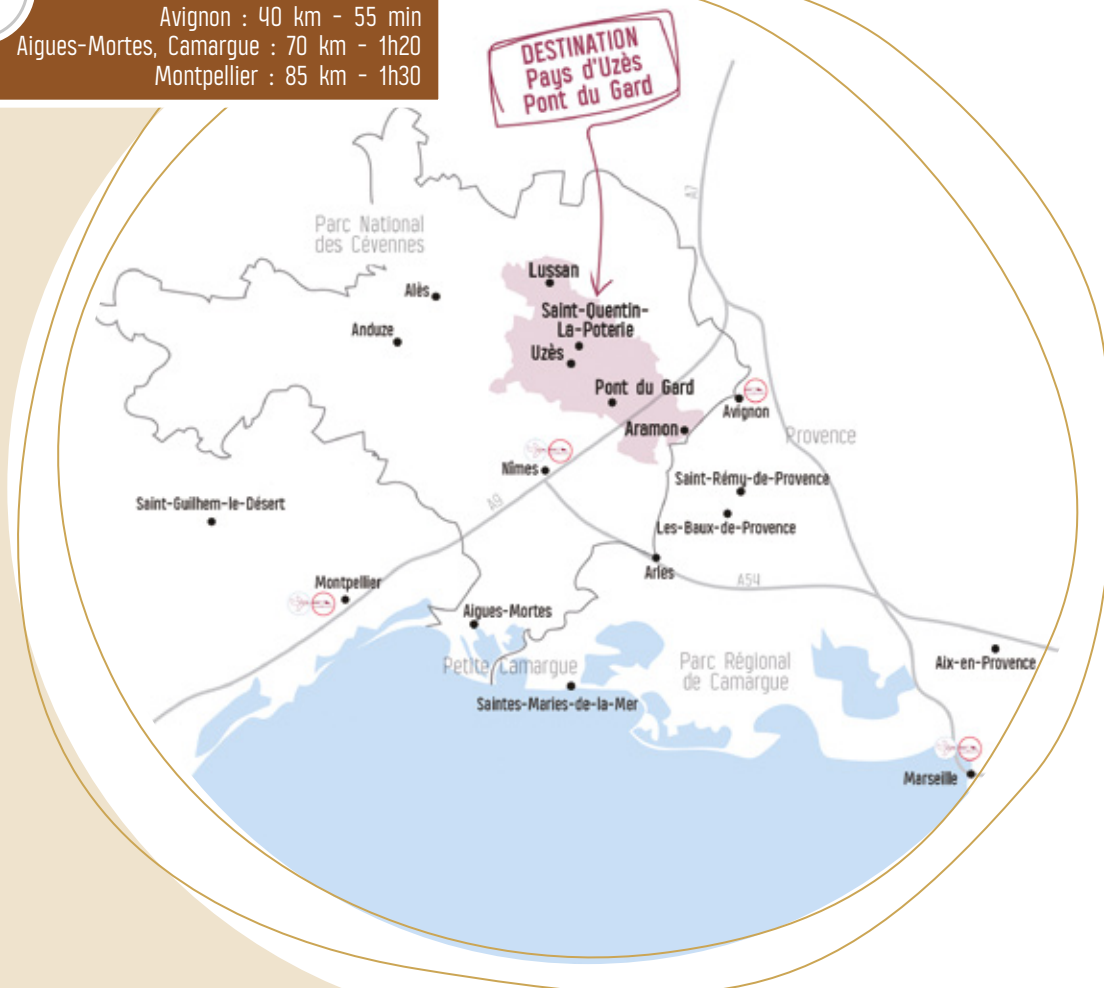 Avignon : 40 km - 55 min
Aigues-Mortes, Camargue : 70 km - 1h20
Montpellier : 85 km - 1h30
DESTINATION
Pays d'Uzès
Pont du Gard
A7
Parc National
des Cévennes
Lussan
Alès
Saint-Quentin-
La-Poterie
Anduze
Uzès
Pont du Gard
Avignon
Aramon
Provence
Nîmes
Saint-Rémy-de-Provence
A9
Saint-Guilhem-le-Désert
Les-Baux-de-Provence
Arles
A54
Montpellier
Aigues-Mortes
Petite Camargue
Parc Régional
de Camargue
Aix-en-Provence
Saintes-Maries-de-la-Mer
Marseille